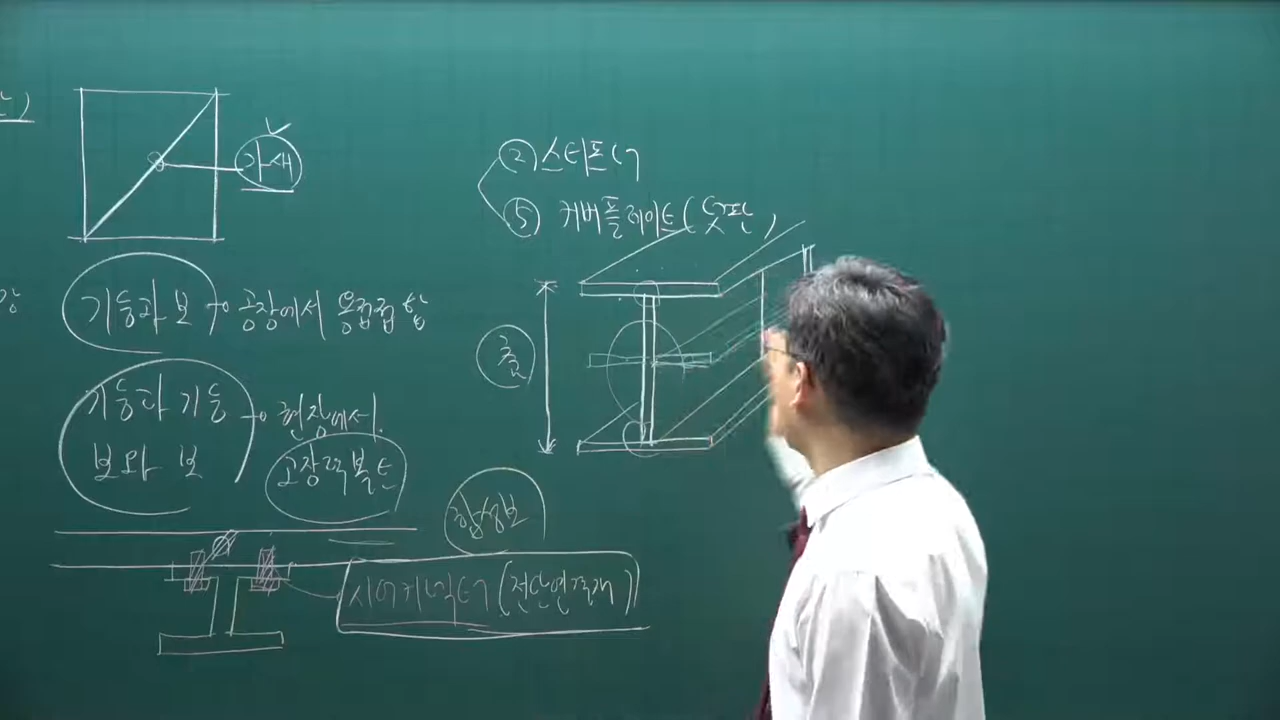 가새
② 스티프너
⑤ 커버플레이트(덧판)
기둥과 보 → 공장에서 용접접합
춤
기둥과 기둥
보와 보
현장에서
고장력볼트
합성보
시어커넥터(전단연결재)